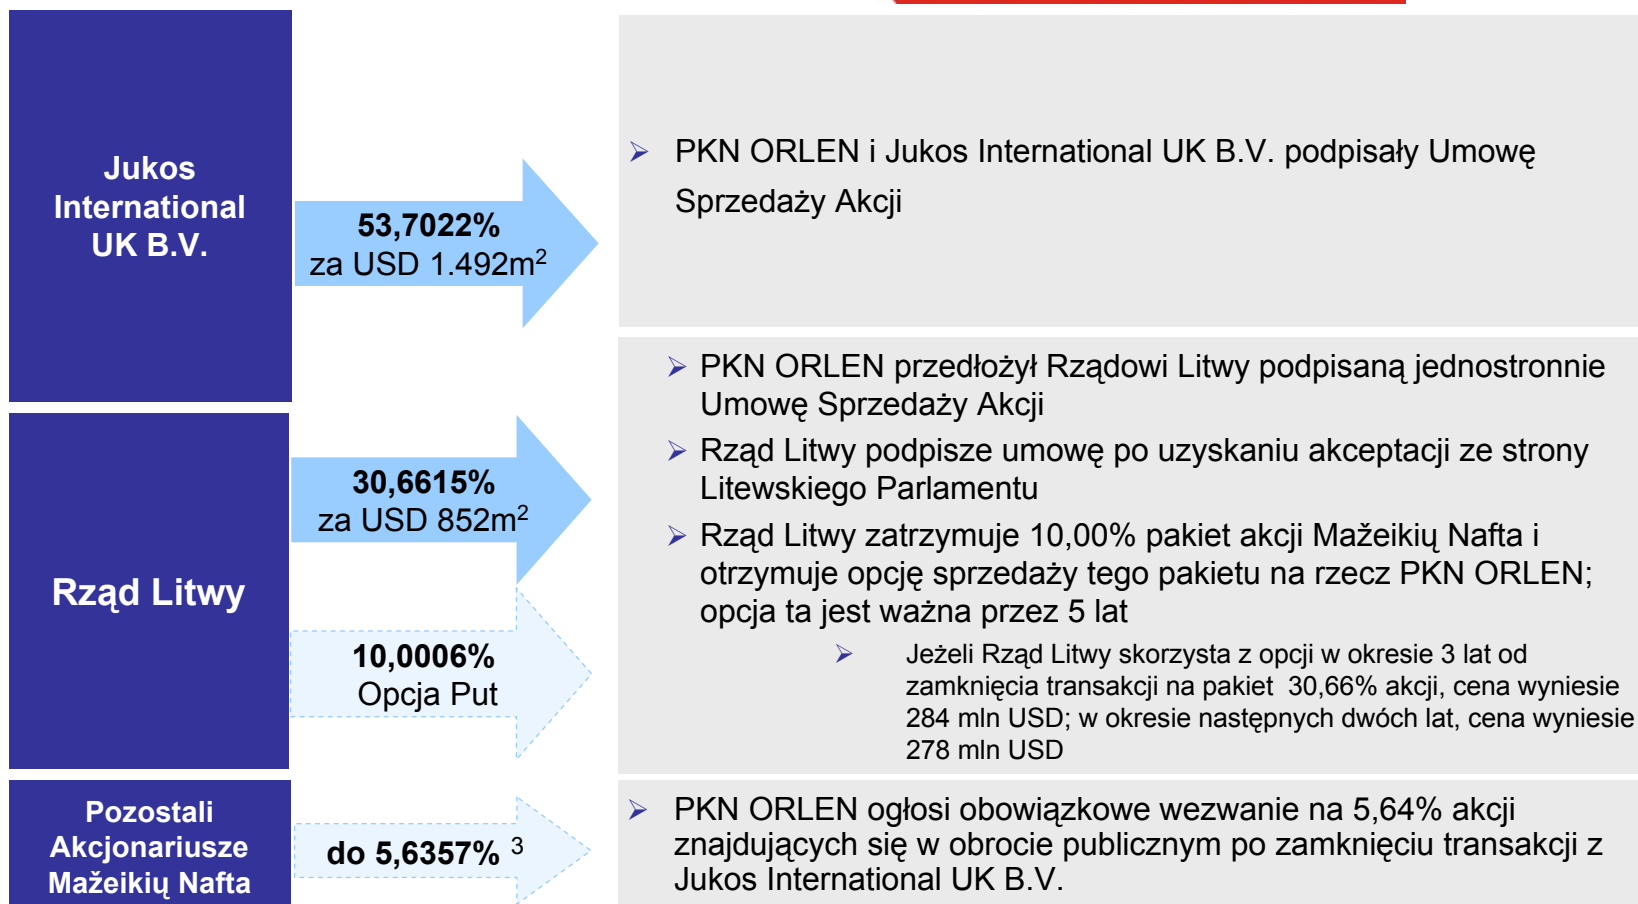 Jukos
International
UK B.V.
53,7022%
za USD 1.492m²
➢ PKN ORLEN i Jukos International UK B.V. podpisały Umowę
Sprzedaży Akcji
Rząd Litwy
30,6615%
za USD 852m²
10,0006%
Opcja Put
➢ PKN ORLEN przedłożył Rządowi Litwy podpisaną jednostronnie
Umowę Sprzedaży Akcji
➢ Rząd Litwy podpisze umowę po uzyskaniu akceptacji ze strony
Litewskiego Parlamentu
➢ Rząd Litwy zatrzymuje 10,00% pakiet akcji Mažeikių Nafta i
otrzymuje opcję sprzedaży tego pakietu na rzecz PKN ORLEN;
opcja ta jest ważna przez 5 lat
➢ Jeżeli Rząd Litwy skorzysta z opcji w okresie 3 lat od
zamknięcia transakcji na pakiet 30,66% akcji, cena wyniesie
284 mln USD; w okresie następnych dwóch lat, cena wyniesie
278 mln USD
Pozostali
Akcjonariusze
Mažeikių Nafta
do 5,6357% ³
➢ PKN ORLEN ogłosi obowiązkowe wezwanie na 5,64% akcji
znajdujących się w obrocie publicznym po zamknięciu transakcji z
Jukos International UK B.V.